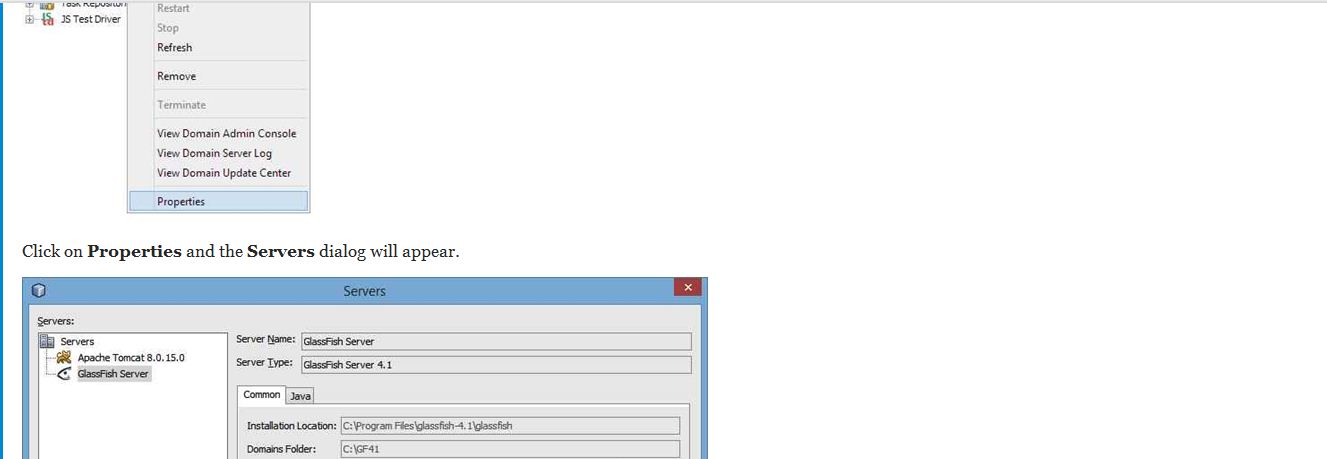 Task Repositori
JS Test Driver
Restart
Stop
Refresh
Remove
Terminate
View Domain Admin Console
View Domain Server Log
View Domain Update Center
Properties
Click on Properties and the Servers dialog will appear.
Servers
Servers:
Servers
Apache Tomcat 8.0.15.0
GlassFish Server
Server Name: GlassFish Server
Server Type: GlassFish Server 4.1
Common Java
Installation Location: C:\Program Files\glassfish-4.1\glassfish
Domains Folder: C:\GF41